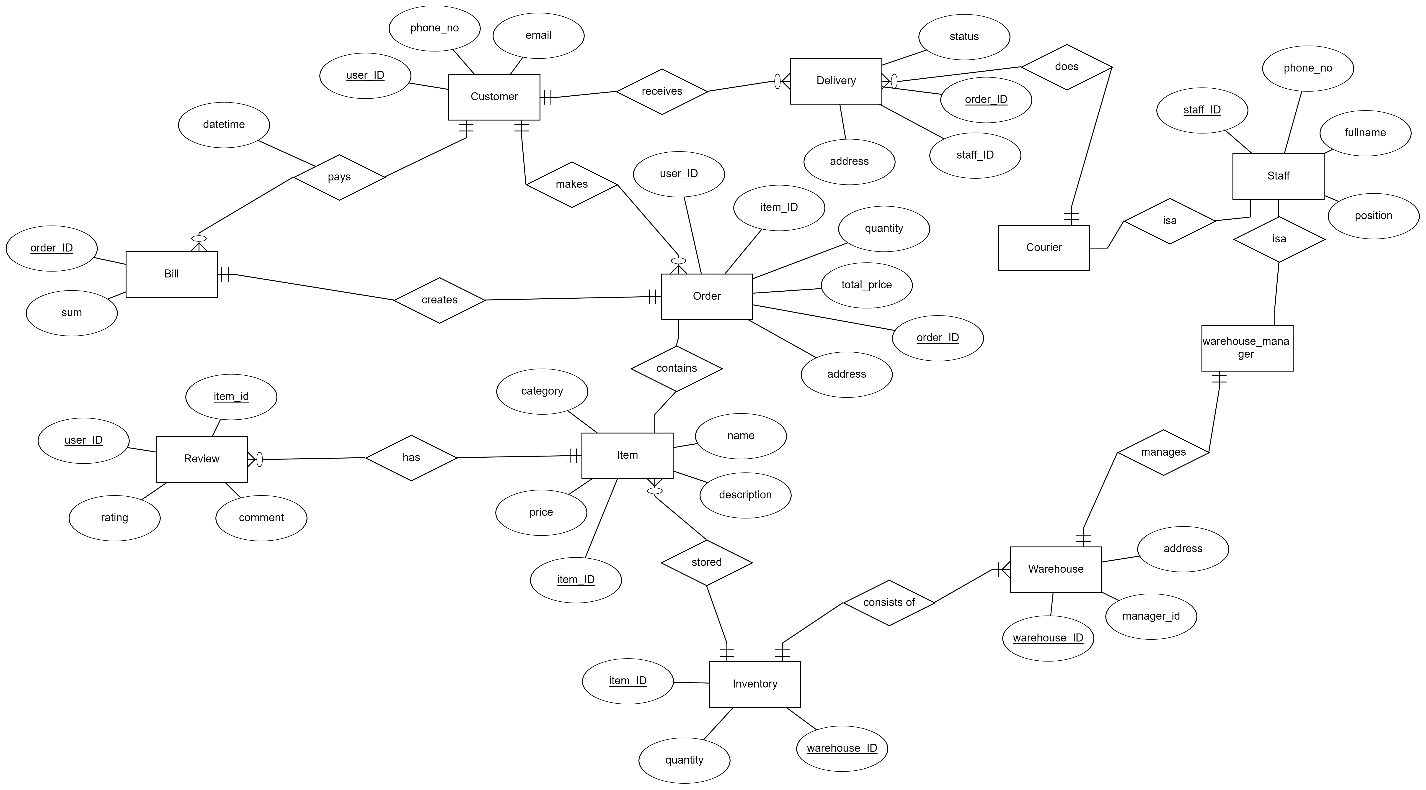 phone_no
email
user_ID
Customer
receives
Delivery
status
does
order_ID
address
staff_ID
phone_no
staff_ID
fullname
Staff
position
isa
isa
Courier
datetime
pays
makes
user_ID
item_ID
quantity
total_price
order_ID
address
Order
order_ID
Bill
sum
creates
contains
warehouse_mana
ger
item_id
user_ID
Review
rating
comment
has
category
name
Item
description
price
item_ID
manages
stored
consists of
Warehouse
address
manager_id
warehouse_ID
item_ID
Inventory
quantity
warehouse_ID